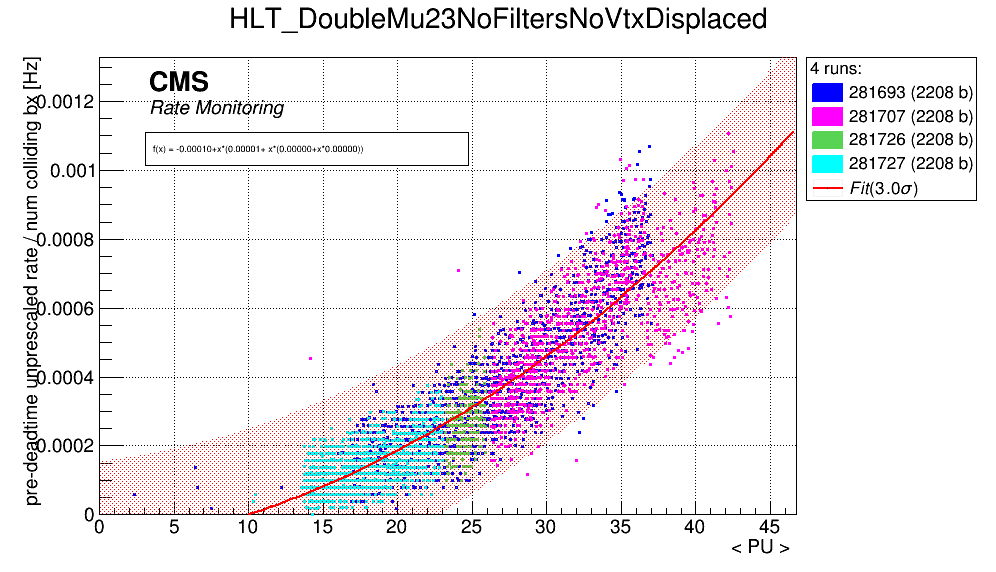 HLT_DoubleMu23NoFiltersNoVtxDisplaced
pre-deadtime unprescaled rate / num colliding bx [Hz]
CMS
Rate Monitoring
f(x) = -0.00010+x*(0.00001+ x*(0.00000+x*0.00000))
4 runs:
281693 (2208 b)
281707 (2208 b)
281726 (2208 b)
281727 (2208 b)
Fit(3.0σ)
0.0012
0.001
0.0008
0.0006
0.0004
0.0002
0
0 5 10 15 20 25 30 35 40 45
< PU >